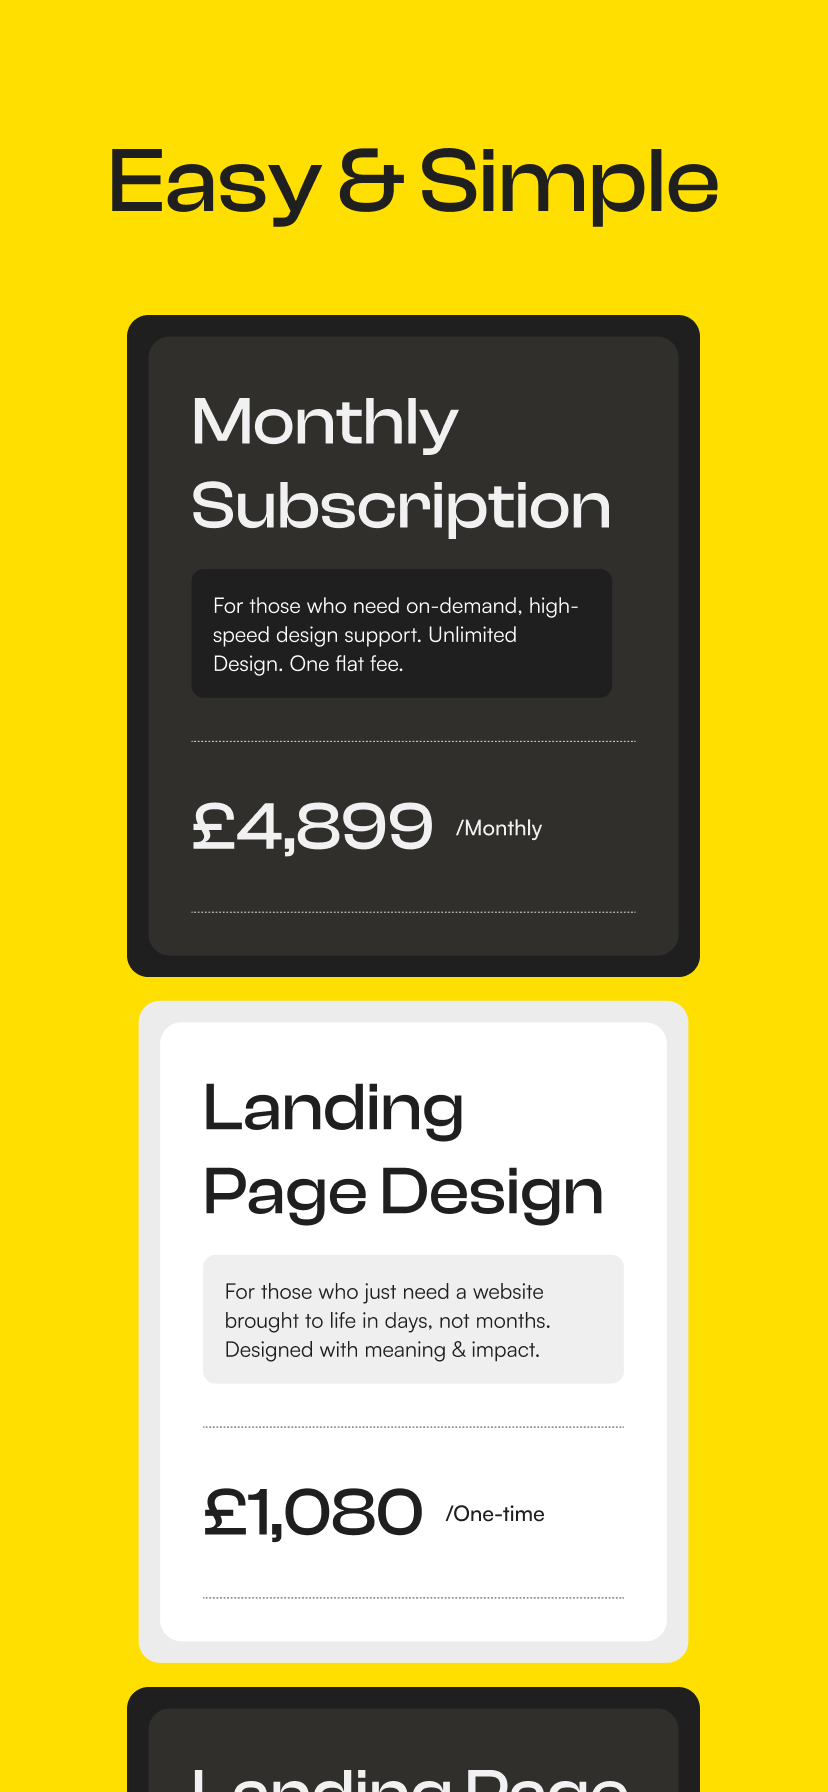 Easy & Simple
Monthly
Subscription
For those who need on-demand, high-
speed design support. Unlimited
Design. One flat fee.
£4,899 /Monthly
Landing
Page Design
For those who just need a website
brought to life in days, not months.
Designed with meaning & impact.
£1,080 /One-time
Landing Page